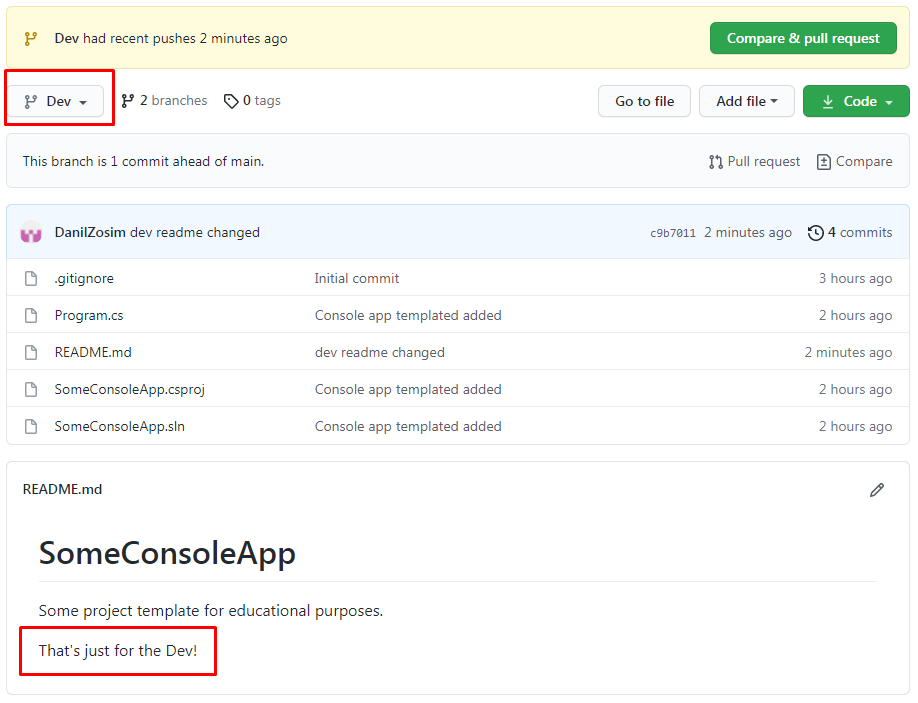 Dev had recent pushes 2 minutes ago Compare & pull request
Dev 2 branches 0 tags Go to file Add file Code
This branch is 1 commit ahead of main. Pull request Compare
DanilZosim dev readme changed c9b7011 2 minutes ago 4 commits
.gitignore Initial commit 3 hours ago
Program.cs Console app templated added 2 hours ago
README.md dev readme changed 2 minutes ago
SomeConsoleApp.csproj Console app templated added 2 hours ago
SomeConsoleApp.sln Console app templated added 2 hours ago
README.md
SomeConsoleApp
Some project template for educational purposes.
That's just for the Dev!